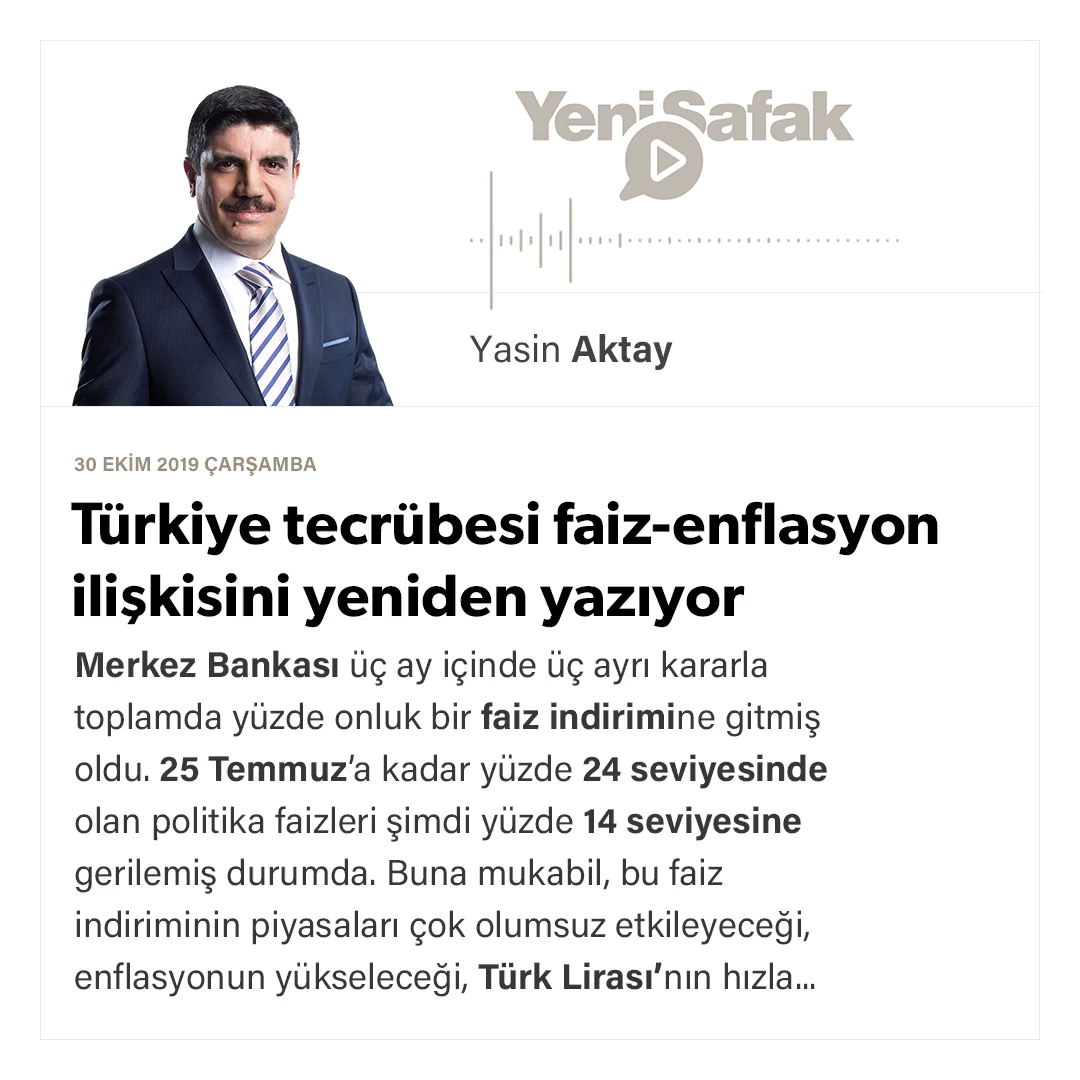 YeniŞafak
Yasin Aktay
30 EKİM 2019 ÇARŞAMBA
Türkiye tecrübesi faiz-enflasyon
ilişkisini yeniden yazıyor
Merkez Bankası üç ay içinde üç ayrı kararla
toplamda yüzde onluk bir faiz indirimine gitmiş
oldu. 25 Temmuz’a kadar yüzde 24 seviyesinde
olan politika faizleri şimdi yüzde 14 seviyesine
gerilemiş durumda. Buna mukabil, bu faiz
indiriminin piyasaları çok olumsuz etkileyeceği,
enflasyonun yükseleceği, Türk Lirası’nın hızla...